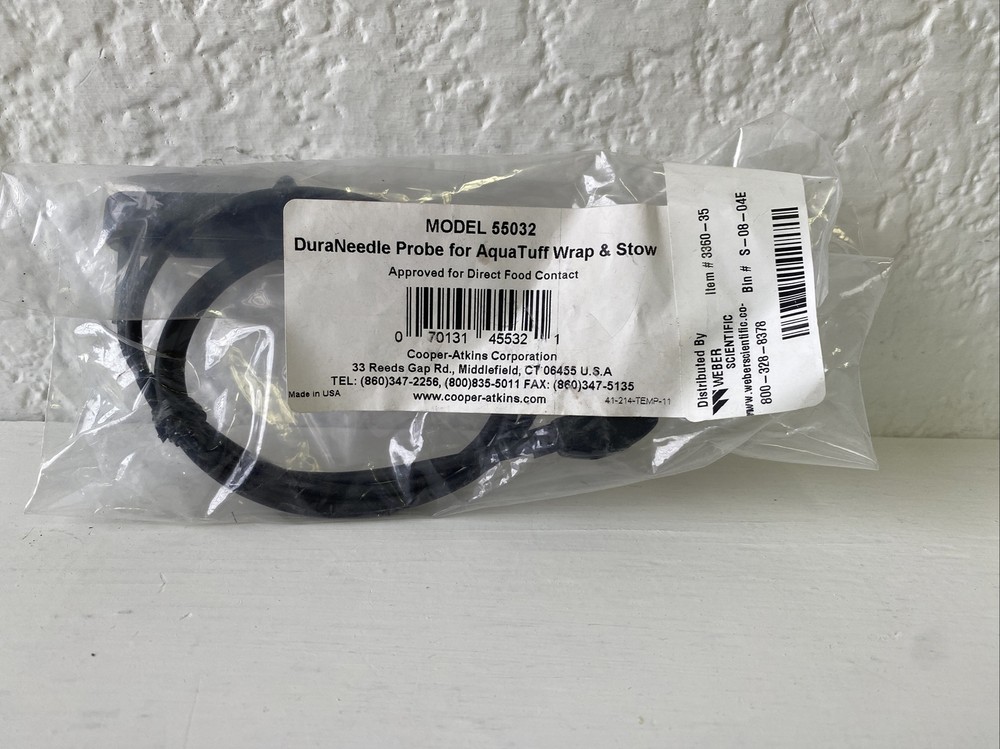 MODEL 55032
DuraNeedle Probe for AquaTuff Wrap & Stow
Approved for Direct Food Contact
0 70131 45532 1
Cooper-Atkins Corporation
33 Reeds Gap Rd., Middlefield, CT 06455 U.S.A
TEL: (860)347-2256, (800)835-5011 FAX: (860)347-5135
Made in USA
www.cooper-atkins.com
41-214-TEMP-11
Distributed By
WEBER
SCIENTIFIC
www.weberscientific.co-
800-328-8378
Item # 3360-35
Bin # S-08-04E